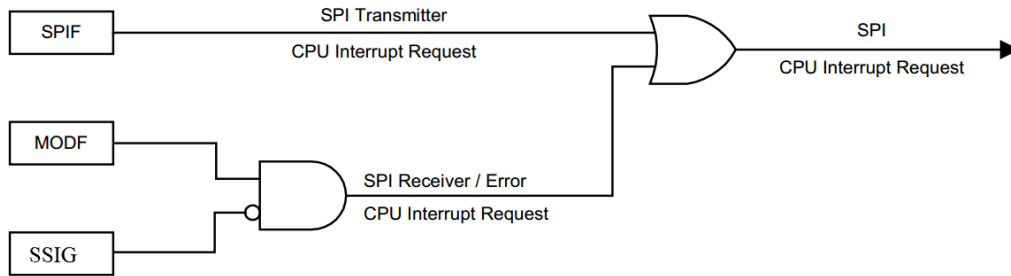 SPIF
SPI Transmitter
CPU Interrupt Request
SPI
CPU Interrupt Request
MODF
SPI Receiver / Error
CPU Interrupt Request
SSIG